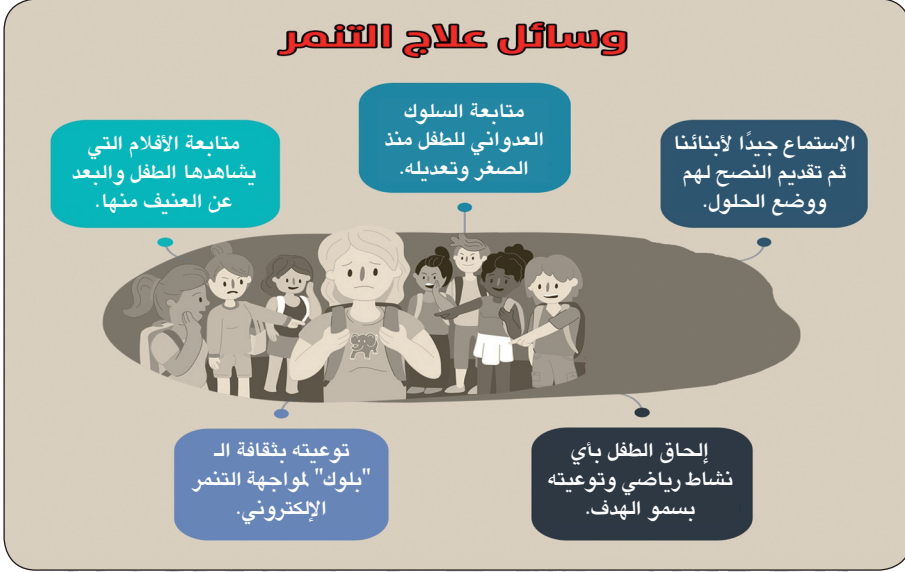 وسائل علاج التنمر
الاستماع جيدًا لأبنائنا
ثم تقديم النصح لهم
ووضع الحلول.
متابعة السلوك
العدواني للطفل منذ
الصغر وتعديله.
متابعة الأفلام التي
يشاهدها الطفل والبعد
عن العنيف منها.
إلحاق الطفل بأي
نشاط رياضي وتوعيته
بسمو الهدف.
توعيته بثقافة الـ
"بلوك" لمواجهة التنمر
الإلكتروني.